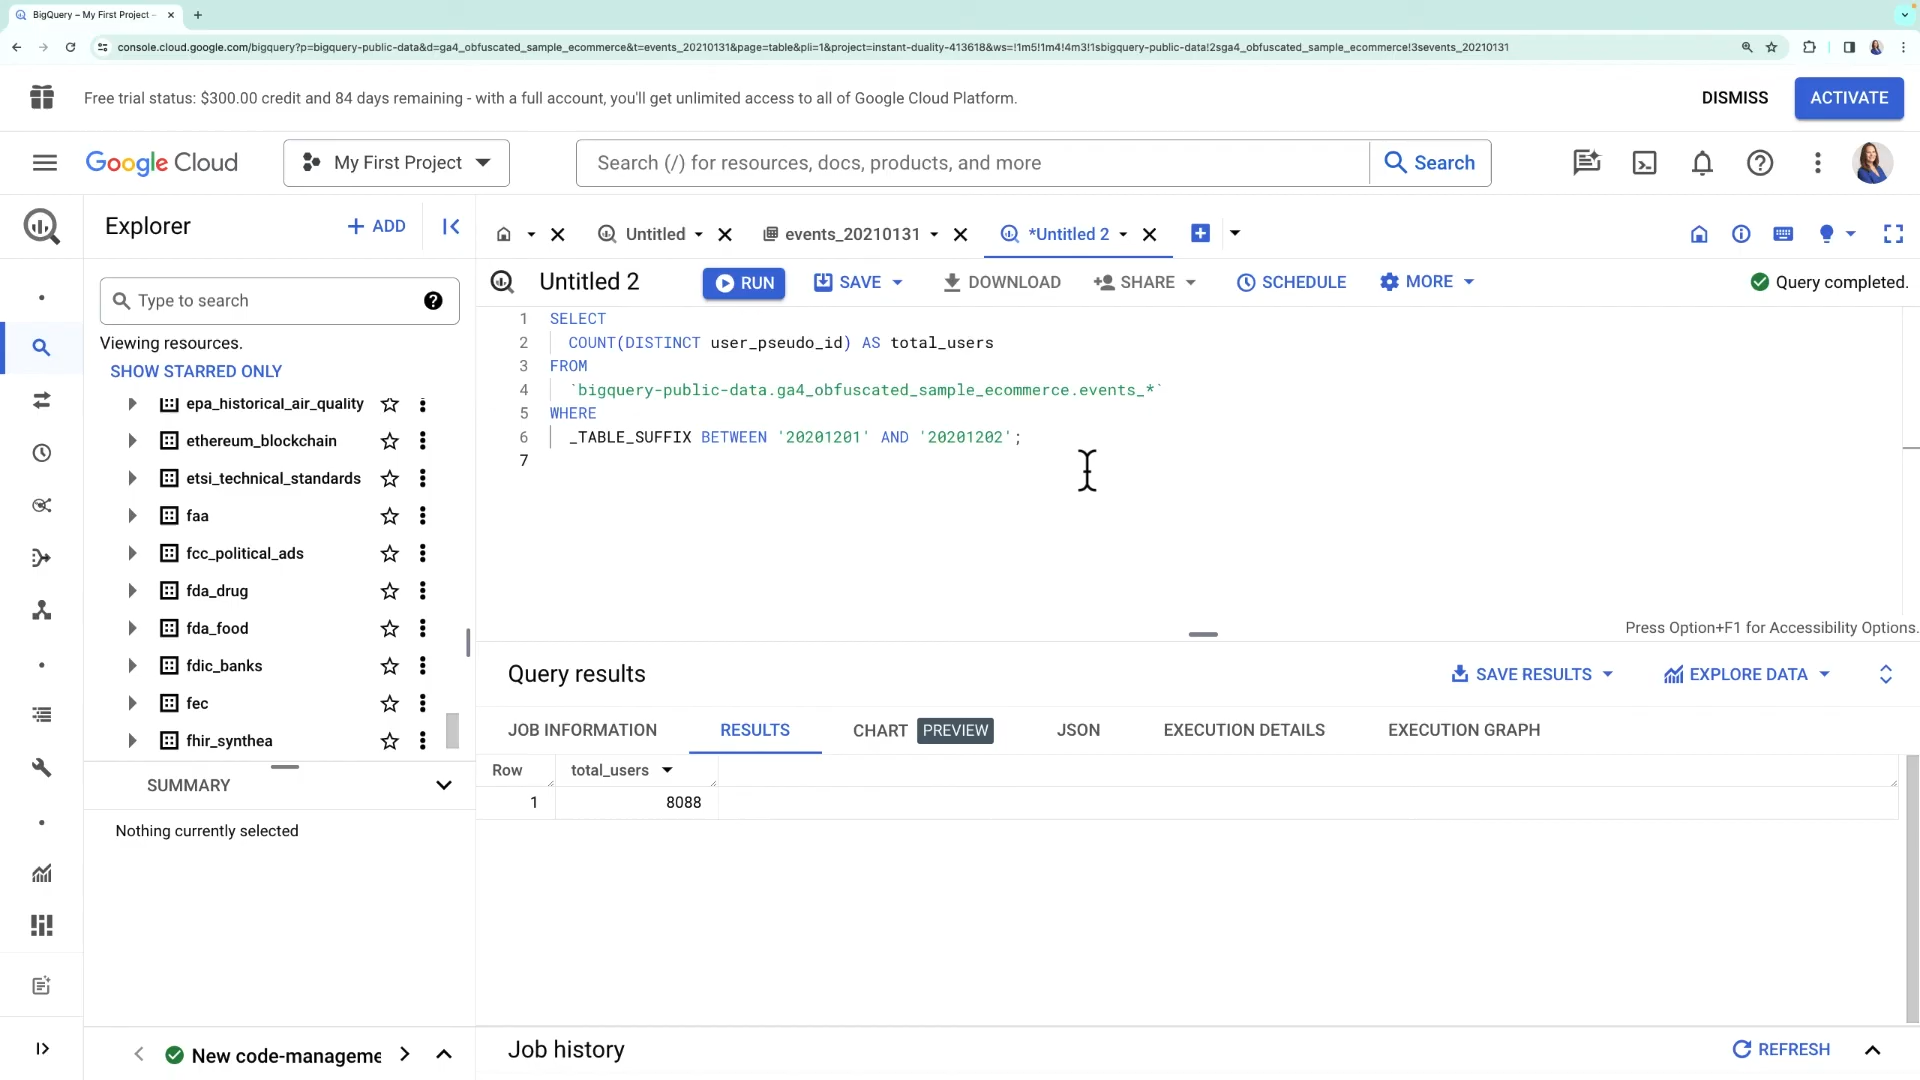 BigQuery – My First Project –
console.cloud.google.com/bigquery?p=bigquery-public-data&d=ga4_obfuscated_sample_ecommerce&t=events_20210131&page=table&pli=1&project=instant-duality-413618&ws=!1m5!1m4!4m3!1sbigquery-public-data!2sga4_obfuscated_sample_ecommerce!3sevents_20210131
Free trial status: $300.00 credit and 84 days remaining - with a full account, you'll get unlimited access to all of Google Cloud Platform.
DISMISS
ACTIVATE
Google Cloud
My First Project
Search (/) for resources, docs, products, and more
Search
Explorer
+ ADD
Untitled
events_20210131
*Untitled 2
Untitled 2
RUN
SAVE
DOWNLOAD
SHARE
SCHEDULE
MORE
Query completed.
Type to search
Viewing resources.
SHOW STARRED ONLY
epa_historical_air_quality
ethereum_blockchain
etsi_technical_standards
faa
fcc_political_ads
fda_drug
fda_food
fdic_banks
fec
fhir_synthea
SUMMARY
Nothing currently selected
New code-manageme
1 SELECT
2 COUNT(DISTINCT user_pseudo_id) AS total_users
3 FROM
4 `bigquery-public-data.ga4_obfuscated_sample_ecommerce.events_*`
5 WHERE
6 _TABLE_SUFFIX BETWEEN '20201201' AND '20201202';
7
Press Option+F1 for Accessibility Options.
Query results
SAVE RESULTS
EXPLORE DATA
JOB INFORMATION
RESULTS
CHART PREVIEW
JSON
EXECUTION DETAILS
EXECUTION GRAPH
Row total_users
1 8088
Job history
REFRESH